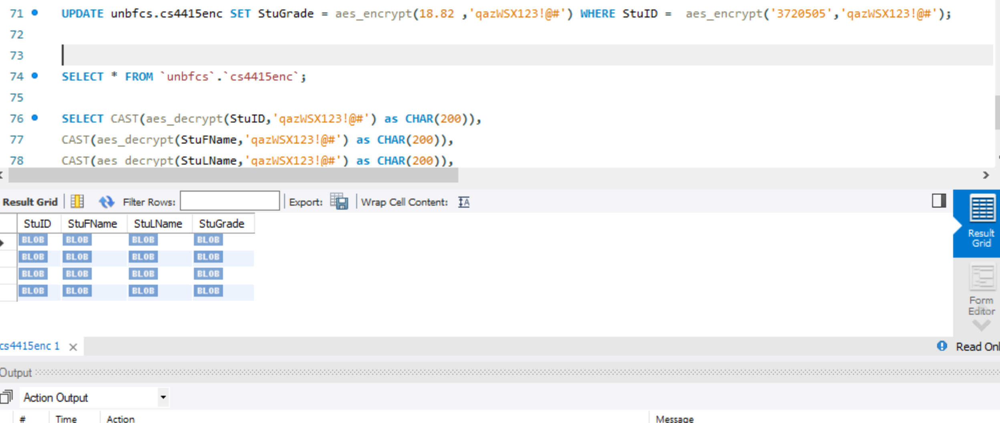 71 UPDATE unbfcs.cs4415enc SET StuGrade = aes_encrypt(18.82 ,'qazWSX123!@#') WHERE StuID =  aes_encrypt('3720505','qazWSX123!@#');
72
73
74 SELECT * FROM `unbfcs`.`cs4415enc`;
75
76 SELECT CAST(aes_decrypt(StuID,'qazWSX123!@#') as CHAR(200)),
77 CAST(aes_decrypt(StuFName,'qazWSX123!@#') as CHAR(200)),
78 CAST(aes_decrypt(StuLName,'qazWSX123!@#') as CHAR(200)),
Result Grid Filter Rows: Export: Wrap Cell Content: IA
StuID StuFName StuLName StuGrade
BLOB BLOB BLOB BLOB
BLOB BLOB BLOB BLOB
BLOB BLOB BLOB BLOB
BLOB BLOB BLOB BLOB
Result
Grid
Form
Editor
cs4415enc 1 ×
Read Onl
Output
Action Output
# Time Action Message